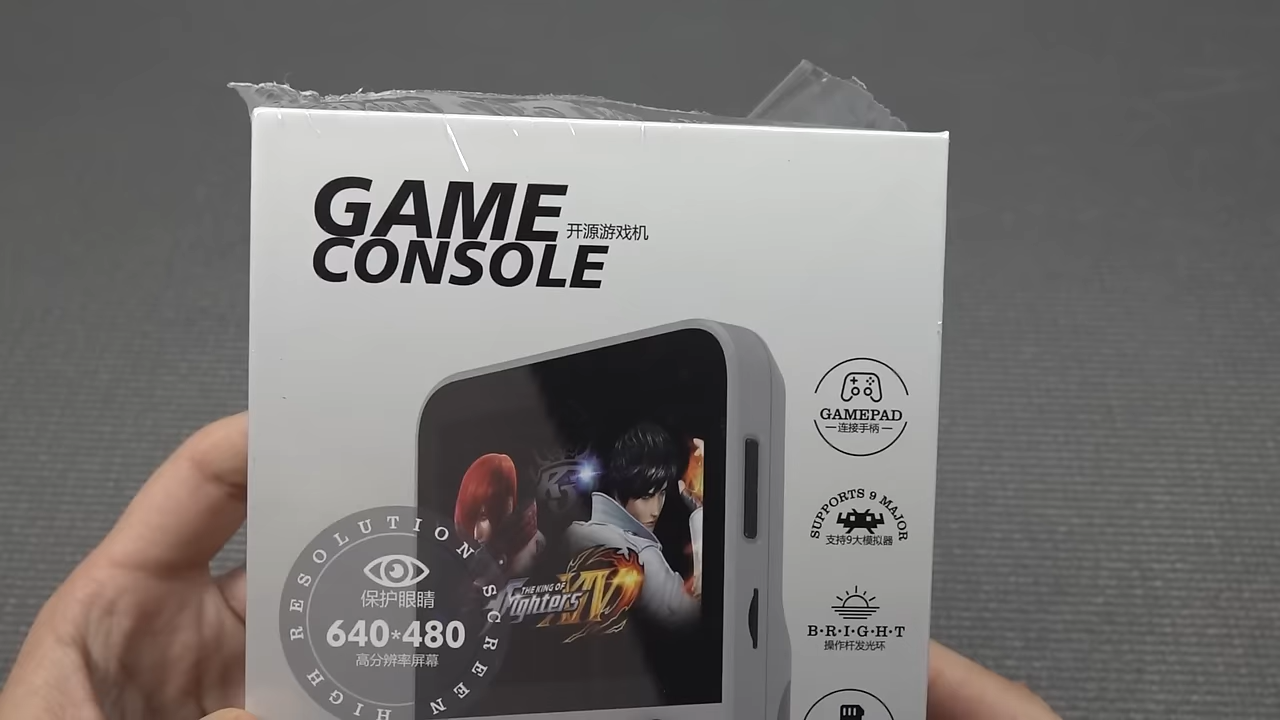 GAME
CONSOLE
开源游戏机
GAMEPAD
连接手柄
SUPPORTS 9 MAJOR
支持9大模拟器
B·R·I·G·H·T
操作杆发光环
THE KING OF
Fighters
XIV
HIGH RESOLUTION SCREEN
保护眼睛
640*480
高分辨率屏幕